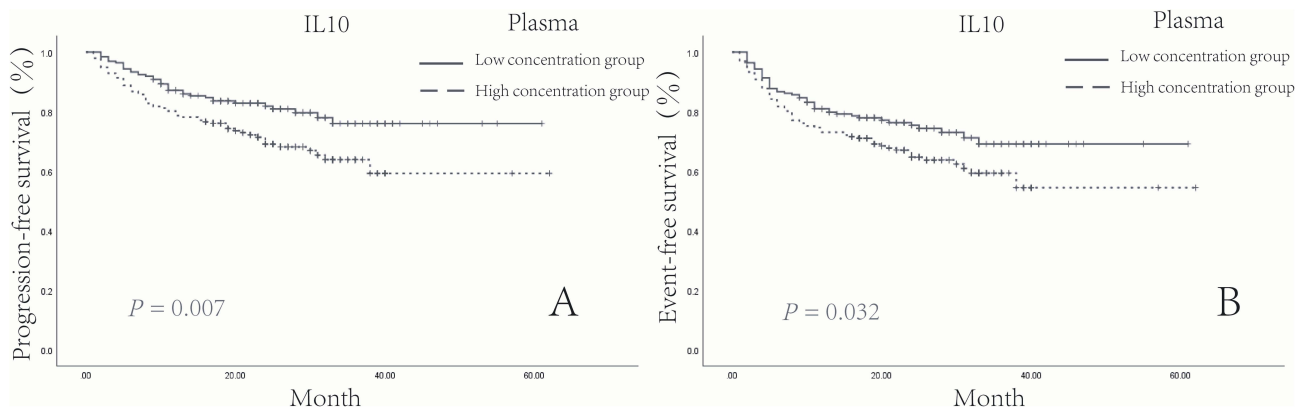 IL10 Plasma
Low concentration group
High concentration group
Progression-free survival (%)
1.0
0.8
0.6
0.4
0.2
0.0
P = 0.007
A
.00 20.00 40.00 60.00
Month
IL10 Plasma
Low concentration group
High concentration group
Event-free survival (%)
1.0
0.8
0.6
0.4
0.2
0.0
P = 0.032
B
.00 20.00 40.00 60.00
Month